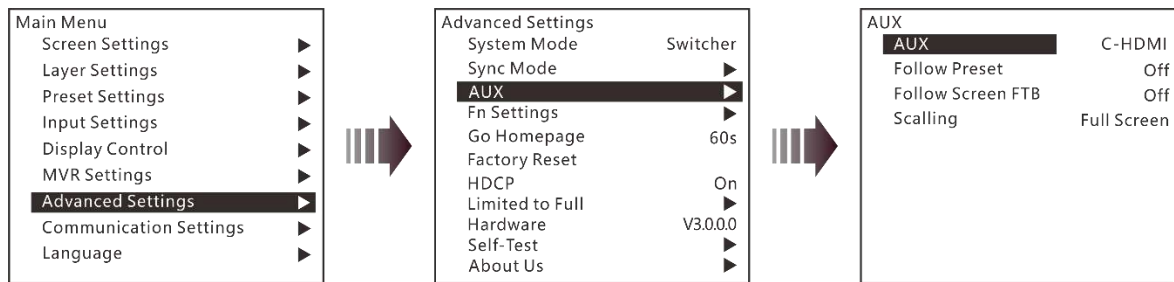 Main Menu
Screen Settings
Layer Settings
Preset Settings
Input Settings
Display Control
MVR Settings
Advanced Settings
Communication Settings
Language
Advanced Settings
System Mode Switcher
Sync Mode
AUX
Fn Settings
Go Homepage 60s
Factory Reset
HDCP On
Limited to Full
Hardware V3.0.0.0
Self-Test
About Us
AUX
AUX C-HDMI
Follow Preset Off
Follow Screen FTB Off
Scalling Full Screen